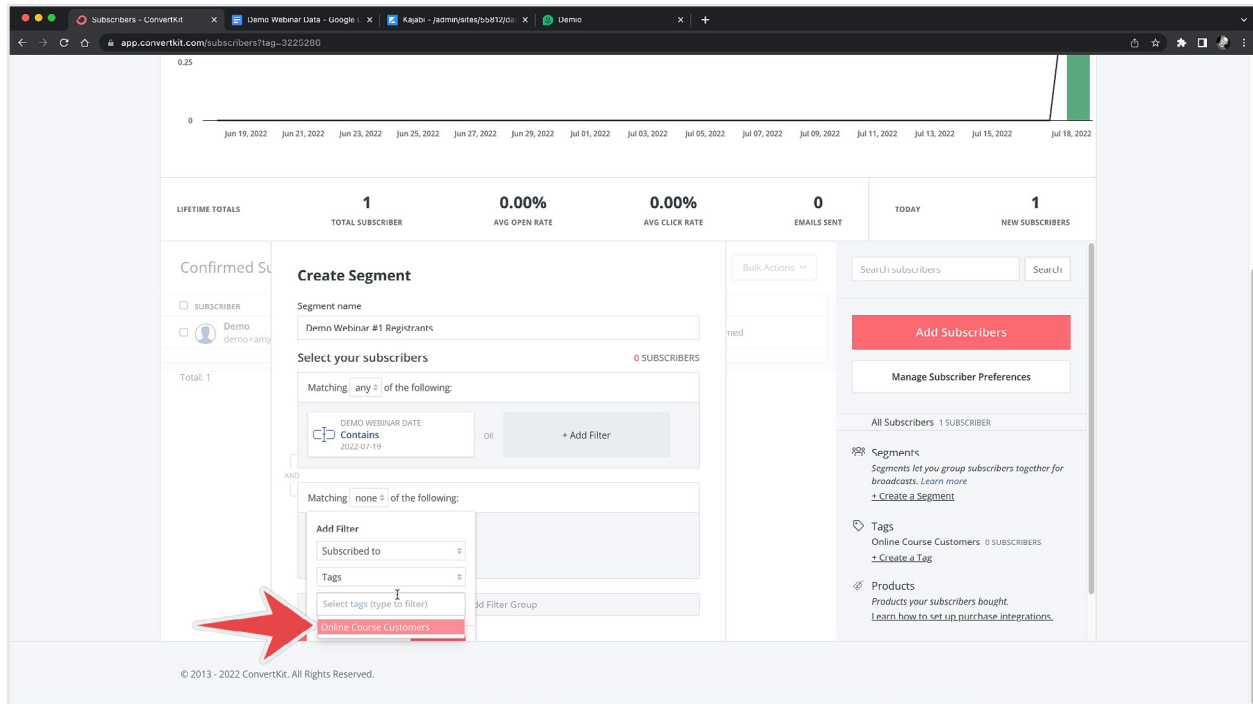 Subscribers - ConvertKit
Demo Webinar Data - Google
Kajabi - /admin/sites/55812/da
Demio
app.convertkit.com/subscribers?tag=3225280
0.25
0
Jun 19, 2022 Jun 21, 2022 Jun 23, 2022 Jun 25, 2022 Jun 27, 2022 Jun 29, 2022 Jul 01, 2022 Jul 03, 2022 Jul 05, 2022 Jul 07, 2022 Jul 09, 2022 Jul 11, 2022 Jul 13, 2022 Jul 15, 2022 Jul 18, 2022
LIFETIME TOTALS
1
TOTAL SUBSCRIBER
0.00%
AVG OPEN RATE
0.00%
AVG CLICK RATE
0
EMAILS SENT
TODAY
1
NEW SUBSCRIBERS
Confirmed Su
Bulk Actions
SUBSCRIBER
Demo
demo+amy
med
Total: 1
Create Segment
Segment name
Demo Webinar #1 Registrants
Select your subscribers
0 SUBSCRIBERS
Matching any of the following:
DEMO WEBINAR DATE
Contains
2022-07-19
OR
+ Add Filter
AND
Matching none of the following:
Add Filter
Subscribed to
Tags
Select tags (type to filter)
Online Course Customers
dd Filter Group
Search subscribers
Search
Add Subscribers
Manage Subscriber Preferences
All Subscribers 1 SUBSCRIBER
Segments
Segments let you group subscribers together for
broadcasts. Learn more
+ Create a Segment
Tags
Online Course Customers 0 SUBSCRIBERS
+ Create a Tag
Products
Products your subscribers bought.
Learn how to set up purchase integrations.
© 2013 - 2022 ConvertKit. All Rights Reserved.